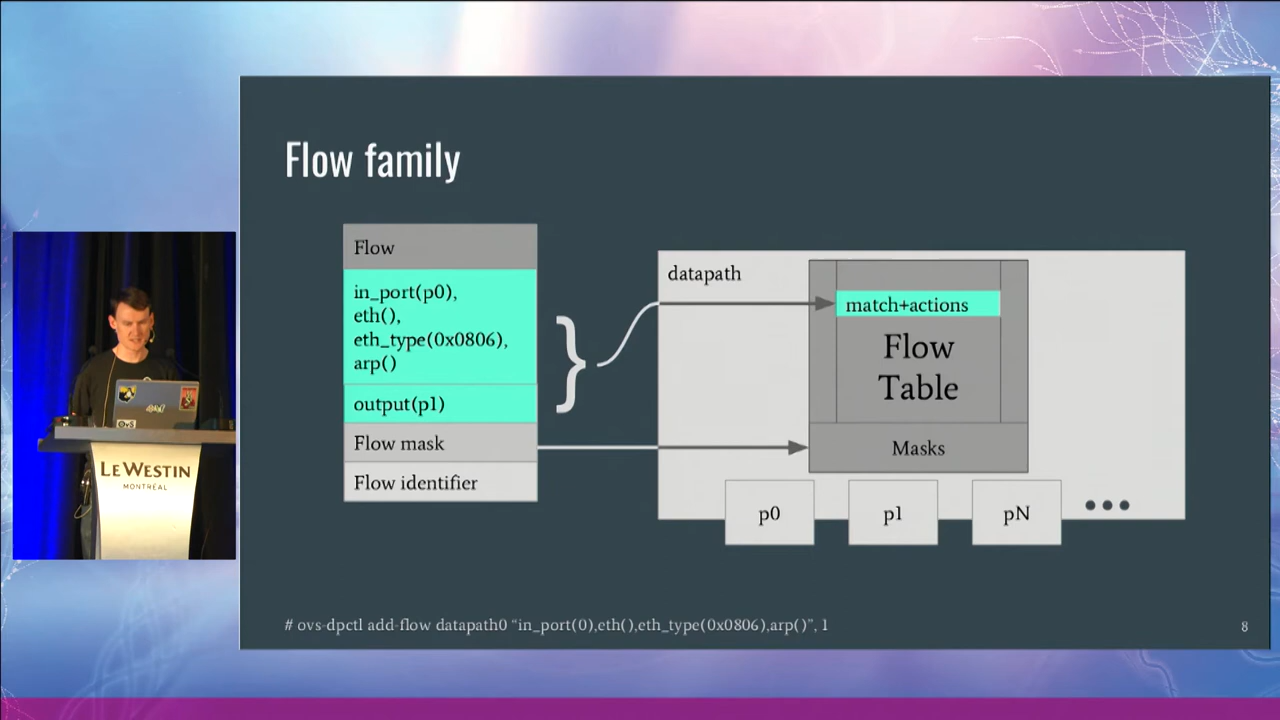 Flow family
Flow
in_port(p0),
eth(),
eth_type(0x0806),
arp()
output(p1)
Flow mask
Flow identifier
}
datapath
match+actions
Flow
Table
Masks
p0
p1
pN
# ovs-dpctl add-flow datapath0 “in_port(0),eth(),eth_type(0x0806),arp()”, 1
8
OvS
LE WESTIN
MONTRÉAL